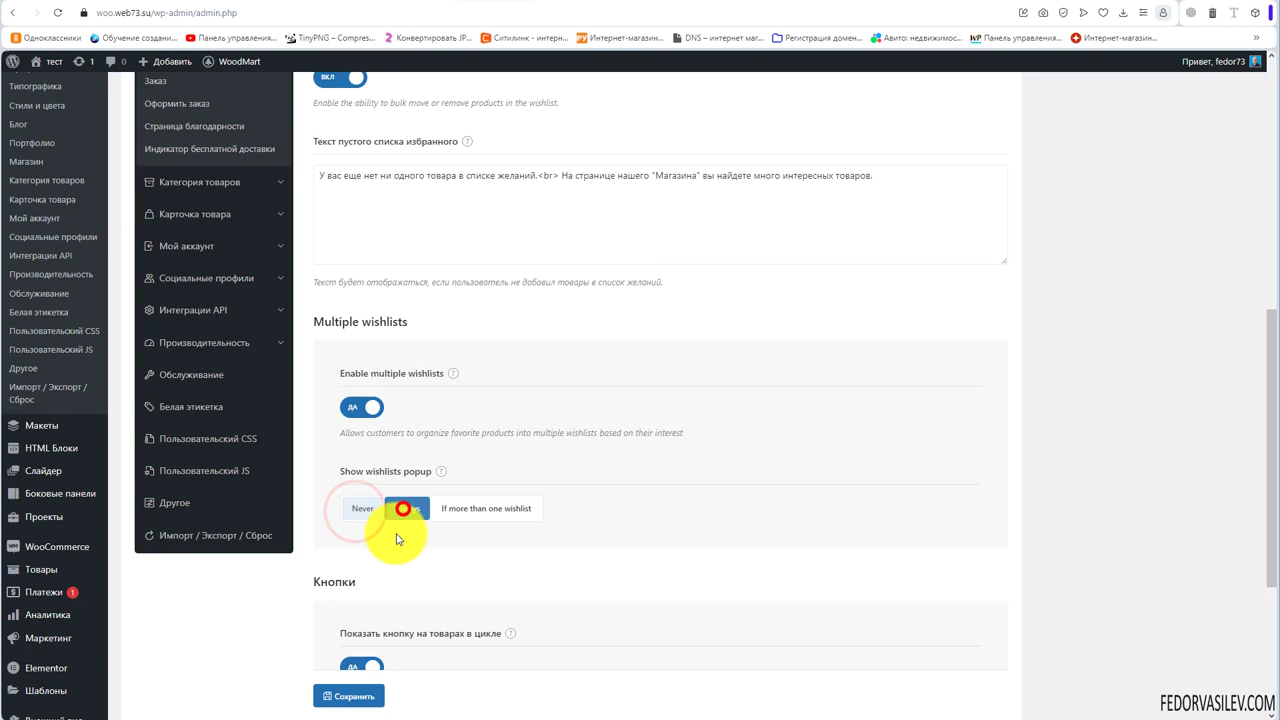 woo.web73.su/wp-admin/admin.php
Одноклассники
Обучение создани...
Панель управления...
TinyPNG – Compres...
Конвертировать JP...
Ситилинк - интерн...
Интернет-магазин...
DNS – интернет маг...
Регистрация домен...
Авито: недвижимос...
Панель управления...
Интернет-магазин...
тест
1
0
Добавить
WoodMart
Привет, fedor73
Типографика
Стили и цвета
Блог
Портфолио
Магазин
Категория товаров
Карточка товара
Мой аккаунт
Социальные профили
Интеграции API
Производительность
Обслуживание
Белая этикетка
Пользовательский CSS
Пользовательский JS
Другое
Импорт / Экспорт /
Сброс
Макеты
HTML Блоки
Слайдер
Боковые панели
Проекты
WooCommerce
Товары
Платежи 1
Аналитика
Маркетинг
Elementor
Шаблоны
Заказ
Оформить заказ
Страница благодарности
Индикатор бесплатной доставки
Категория товаров
Карточка товара
Мой аккаунт
Социальные профили
Интеграции API
Производительность
Обслуживание
Белая этикетка
Пользовательский CSS
Пользовательский JS
Другое
Импорт / Экспорт / Сброс
ВКЛ
Enable the ability to bulk move or remove products in the wishlist.
Текст пустого списка избранного ?
У вас еще нет ни одного товара в списке желаний.<br> На странице нашего "Магазина" вы найдете много интересных товаров.
Текст будет отображаться, если пользователь не добавил товары в список желаний.
Multiple wishlists
Enable multiple wishlists ?
ДА
Allows customers to organize favorite products into multiple wishlists based on their interest
Show wishlists popup ?
Never
If more than one wishlist
Кнопки
Показать кнопку на товарах в цикле ?
ДА
Сохранить
FEDORVASILEV.COM